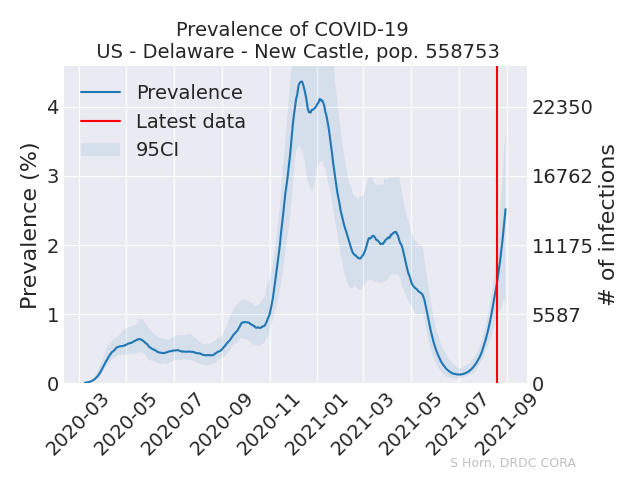 Prevalence of COVID-19
US - Delaware - New Castle, pop. 558753
Prevalence
Latest data
95CI
Prevalence (%)
4
3
2
1
0
22350
16762
11175
5587
0
# of infections
2020-03
2020-05
2020-07
2020-09
2020-11
2021-01
2021-03
2021-05
2021-07
2021-09
S Horn, DRDC CORA